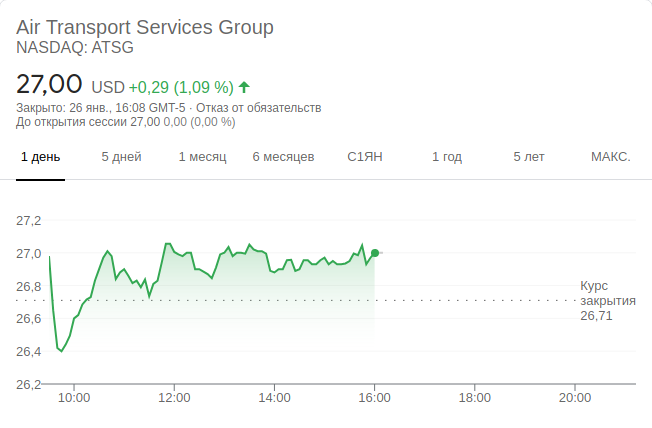 Air Transport Services Group
NASDAQ: ATSG
27,00 USD +0,29 (1,09 %)
Закрыто: 26 янв., 16:08 GMT-5 · Отказ от обязательств
До открытия сессии 27,00 0,00 (0,00 %)
1 день 5 дней 1 месяц 6 месяцев С1ЯН 1 год 5 лет МАКС.
27,2
27,0
26,8
26,6
26,4
26,2
Курс
закрытия
26,71
10:00 12:00 14:00 16:00 18:00 20:00